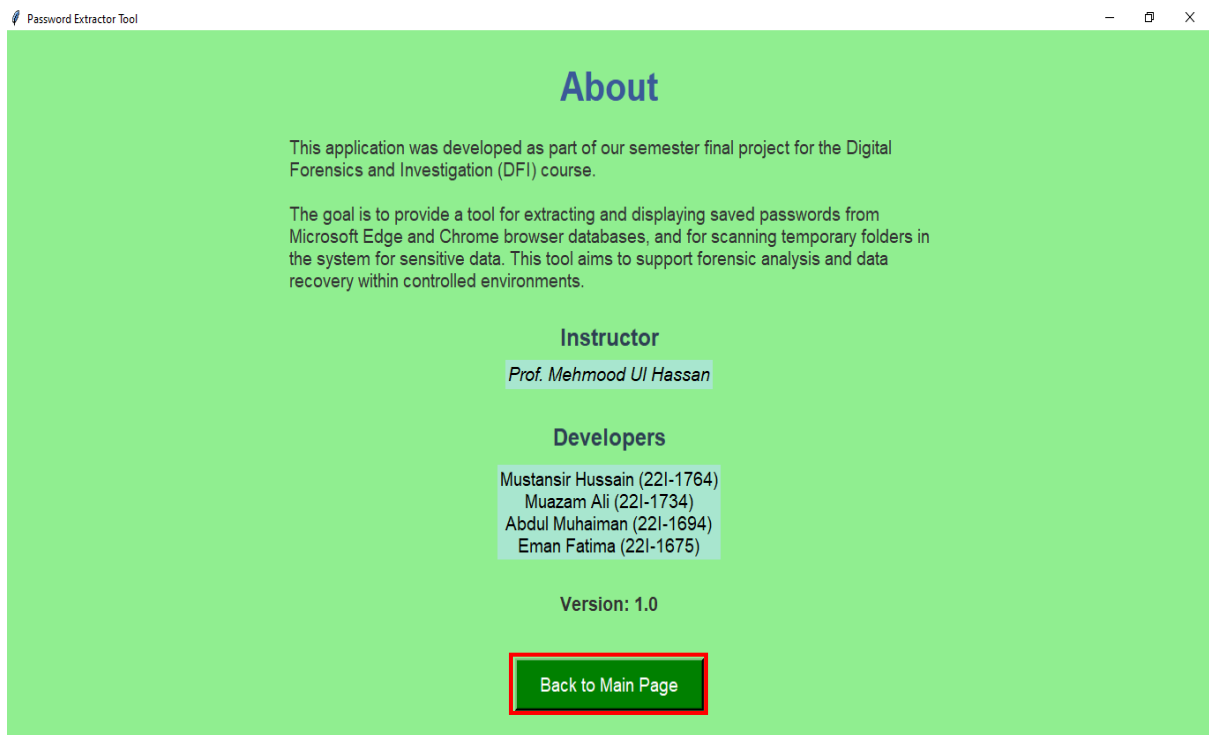 Password Extractor Tool
About
This application was developed as part of our semester final project for the Digital
Forensics and Investigation (DFI) course.
The goal is to provide a tool for extracting and displaying saved passwords from
Microsoft Edge and Chrome browser databases, and for scanning temporary folders in
the system for sensitive data. This tool aims to support forensic analysis and data
recovery within controlled environments.
Instructor
Prof. Mehmood Ul Hassan
Developers
Mustansir Hussain (22I-1764)
Muazam Ali (22I-1734)
Abdul Muhaiman (22I-1694)
Eman Fatima (22I-1675)
Version: 1.0
Back to Main Page